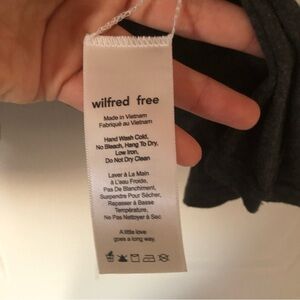 wilfred free
Made in Vietnam
Fabriqué au Vietnam
Hand Wash Cold,
No Bleach, Hang To Dry,
Low Iron,
Do Not Dry Clean
Laver à La Main
à L'eau Froide,
Pas De Blanchiment,
Surpendre Pour Sécher,
Repasser à Basse
Température,
Ne Pas Nettoyer à Sac
A little love
goes a long way.